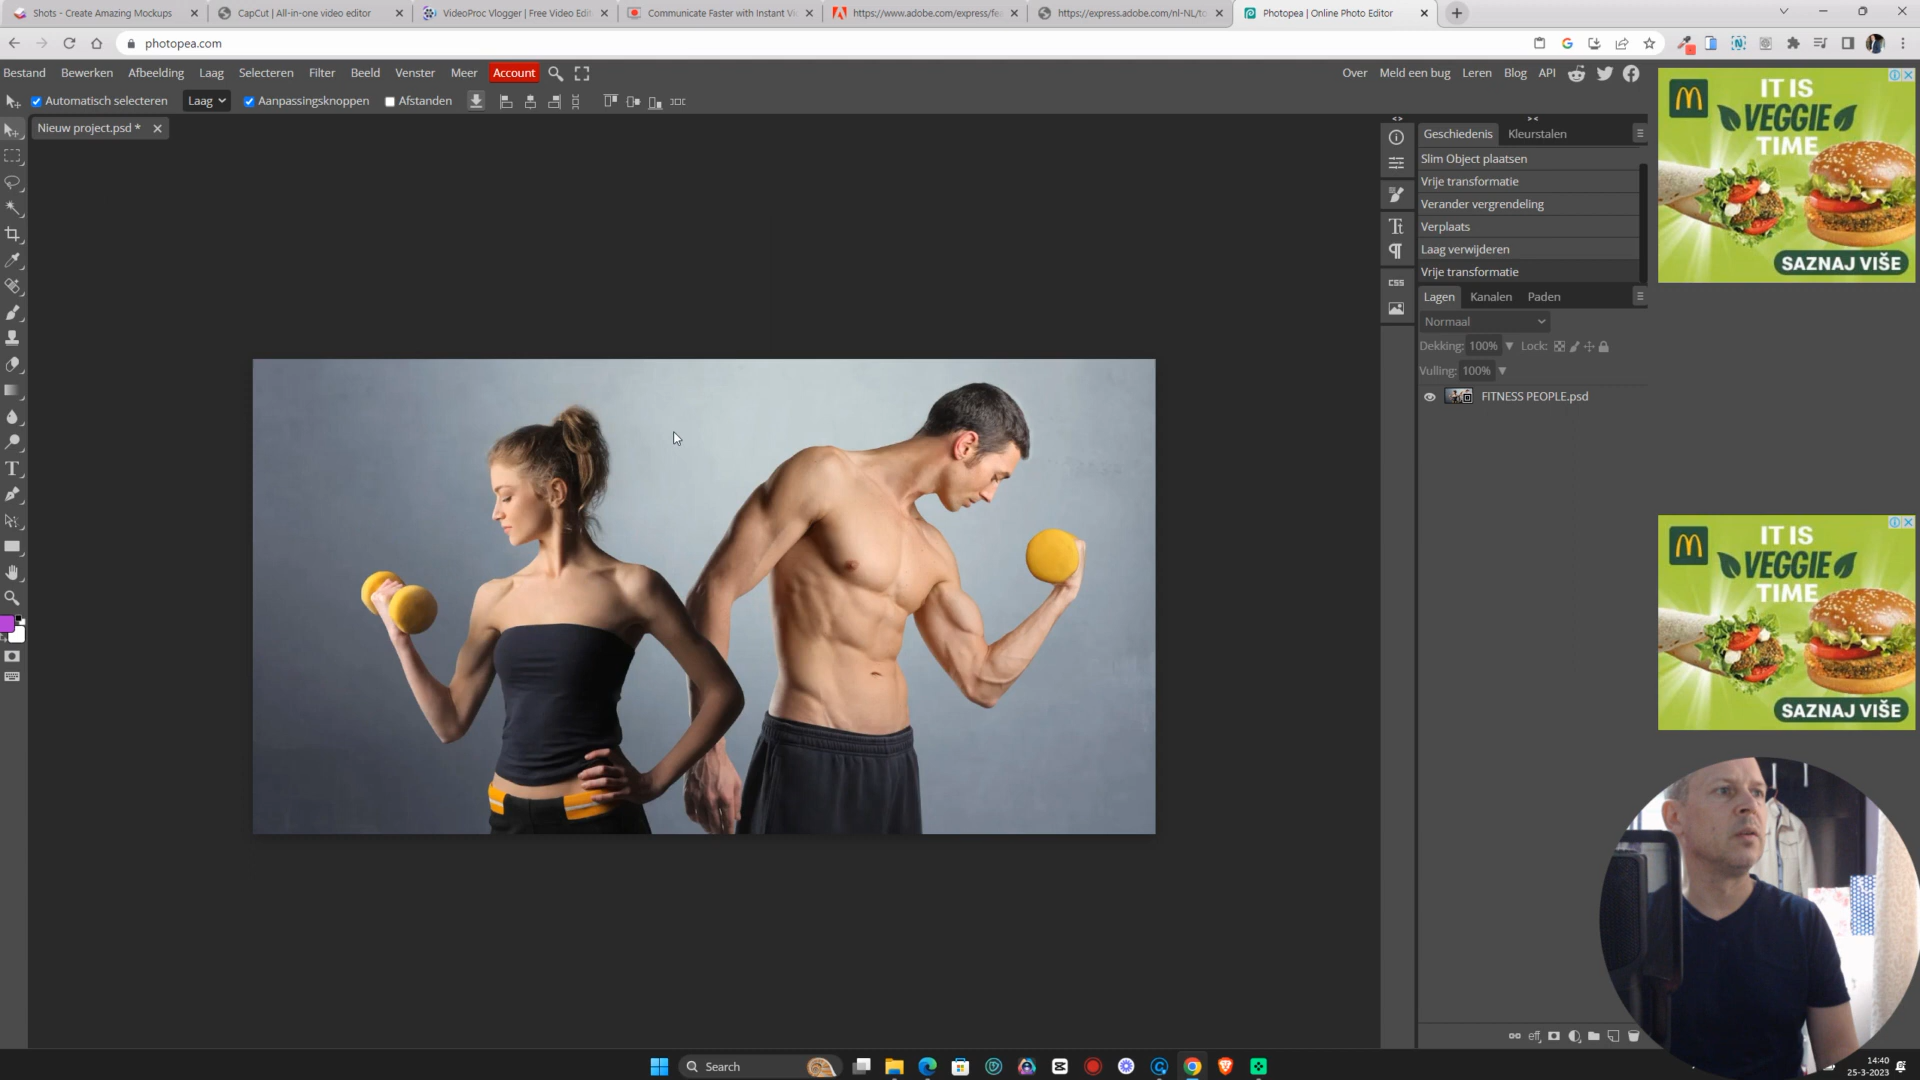 Shots - Create Amazing Mockups
CapCut | All-in-one video editor
VideoProc Vlogger | Free Video Edi
Communicate Faster with Instant Vi
https://www.adobe.com/express/fea
https://express.adobe.com/nl-NL/to
Photopea | Online Photo Editor
photopea.com
Bestand Bewerken Afbeelding Laag Selecteren Filter Beeld Venster Meer Account
Over Meld een bug Leren Blog API
Automatisch selecteren Laag Aanpassingsknoppen Afstanden
Nieuw project.psd *
Geschiedenis Kleurstalen
Slim Object plaatsen
Vrije transformatie
Verander vergrendeling
Verplaats
Laag verwijderen
Vrije transformatie
CSS
Lagen Kanalen Paden
Normaal
Dekking: 100% Lock:
Vulling: 100%
FITNESS PEOPLE.psd
eff
IT IS
VEGGIE
TIME
SAZNAJ VIŠE
IT IS
VEGGIE
TIME
SAZNAJ VIŠE
Search
14:40
25-3-2023